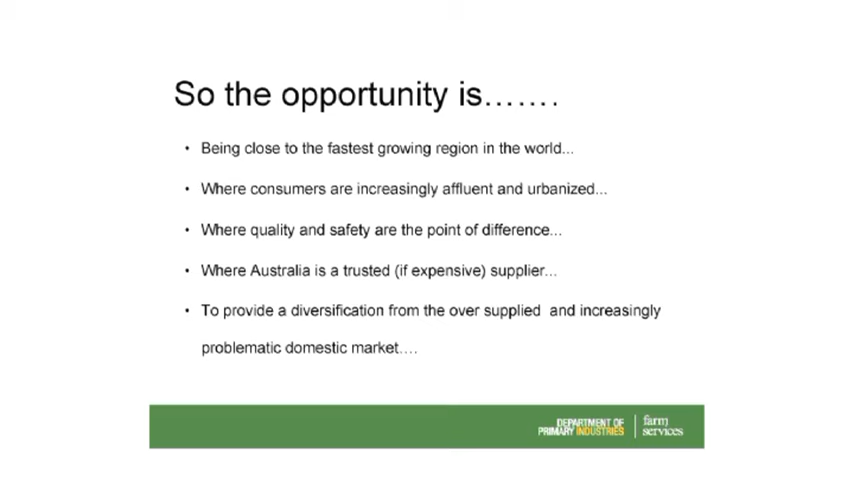 So the opportunity is…….
• Being close to the fastest growing region in the world...
• Where consumers are increasingly affluent and urbanized...
• Where quality and safety are the point of difference...
• Where Australia is a trusted (if expensive) supplier...
• To provide a diversification from the over supplied and increasingly
problematic domestic market….
DEPARTMENT OF
PRIMARY INDUSTRIES
farm
services